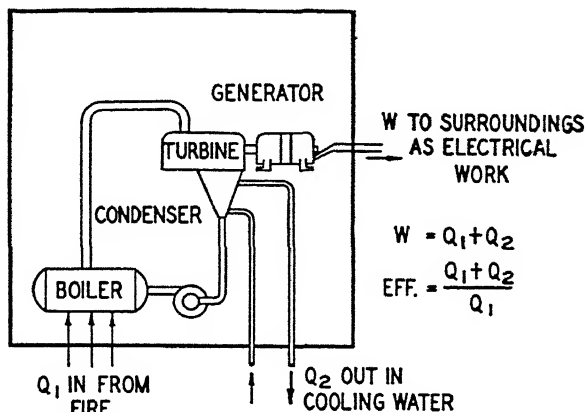 GENERATOR
W TO SURROUNDINGS
AS ELECTRICAL
WORK
TURBINE
CONDENSER
W = Q₁+Q₂
EFF. = Q₁+Q₂
Q₁
BOILER
Q₁ IN FROM
FIRE
Q₂ OUT IN
COOLING WATER